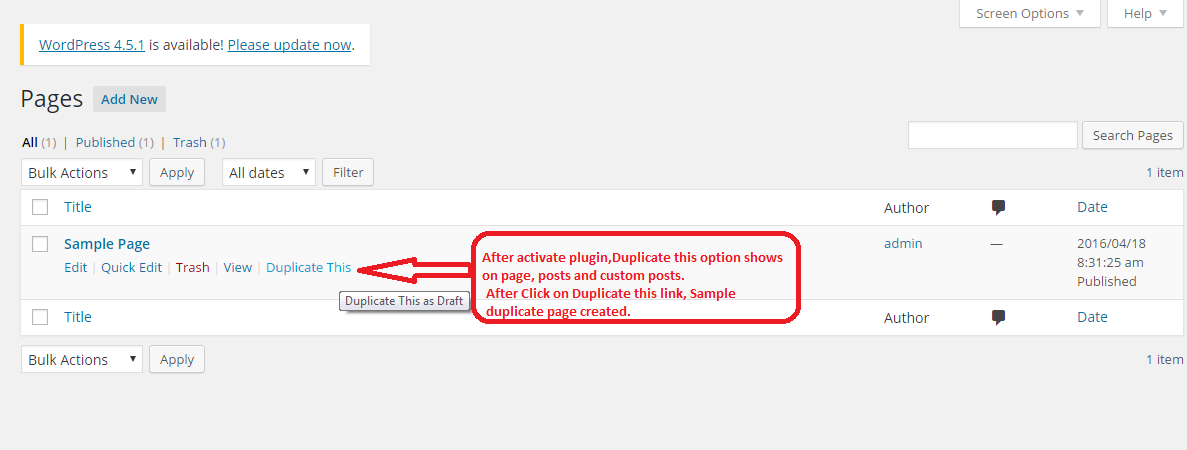 Screen Options Help
WordPress 4.5.1 is available! Please update now.
Pages Add New
All (1) | Published (1) | Trash (1)
Search Pages
Bulk Actions Apply All dates Filter 1 item
Title Author Date
Sample Page admin — 2016/04/18
Edit | Quick Edit | Trash | View | Duplicate This 8:31:25 am
Published
Duplicate This as Draft
After activate plugin,Duplicate this option shows
on page, posts and custom posts.
After Click on Duplicate this link, Sample
duplicate page created.
Title Author Date
Bulk Actions Apply 1 item